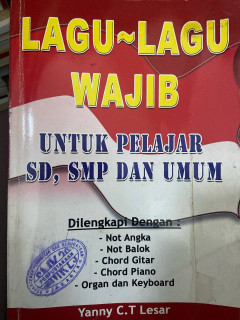 LAGU~LAGU
WAJIB
UNTUK PELAJAR
SD, SMP DAN UMUM
Dilengkapi Dengan :
- Not Angka
- Not Balok
- Chord Gitar
- Chord Piano
- Organ dan Keyboard
Yanny C.T Lesar